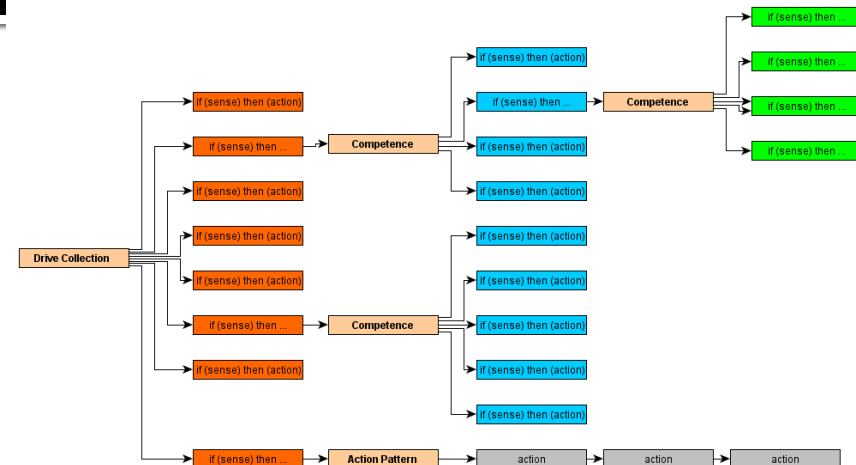 if (sense) then ...
if (sense) then (action)
if (sense) then ...
if (sense) then (action)
if (sense) then ...
Competence
if (sense) then ...
if (sense) then ...
Competence
if (sense) then (action)
if (sense) then ...
if (sense) then (action)
if (sense) then (action)
if (sense) then (action)
if (sense) then (action)
Drive Collection
if (sense) then (action)
if (sense) then (action)
if (sense) then ...
Competence
if (sense) then (action)
if (sense) then (action)
if (sense) then (action)
if (sense) then (action)
if (sense) then ...
Action Pattern
action
action
action